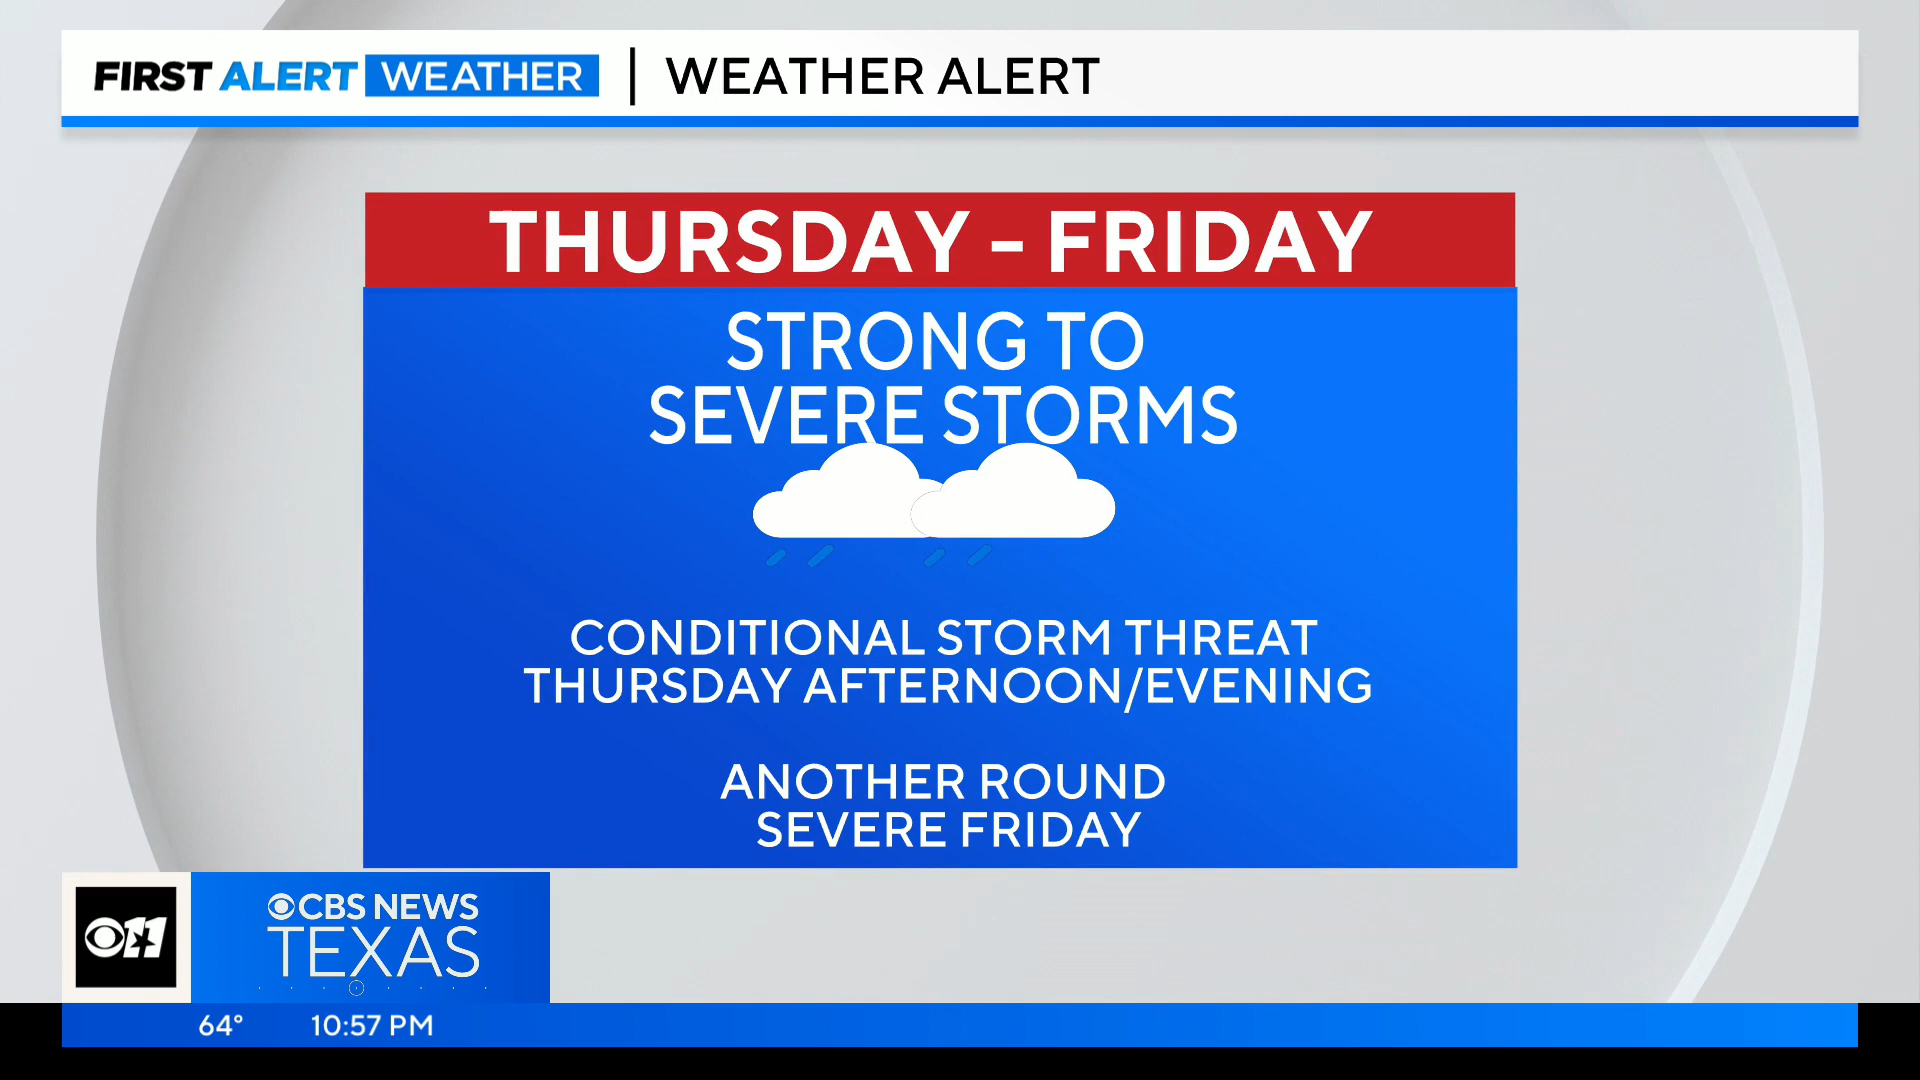 FIRST ALERT WEATHER | WEATHER ALERT
THURSDAY - FRIDAY
STRONG TO
SEVERE STORMS
CONDITIONAL STORM THREAT
THURSDAY AFTERNOON/EVENING
ANOTHER ROUND
SEVERE FRIDAY
11
CBS NEWS
TEXAS
64° 10:57 PM